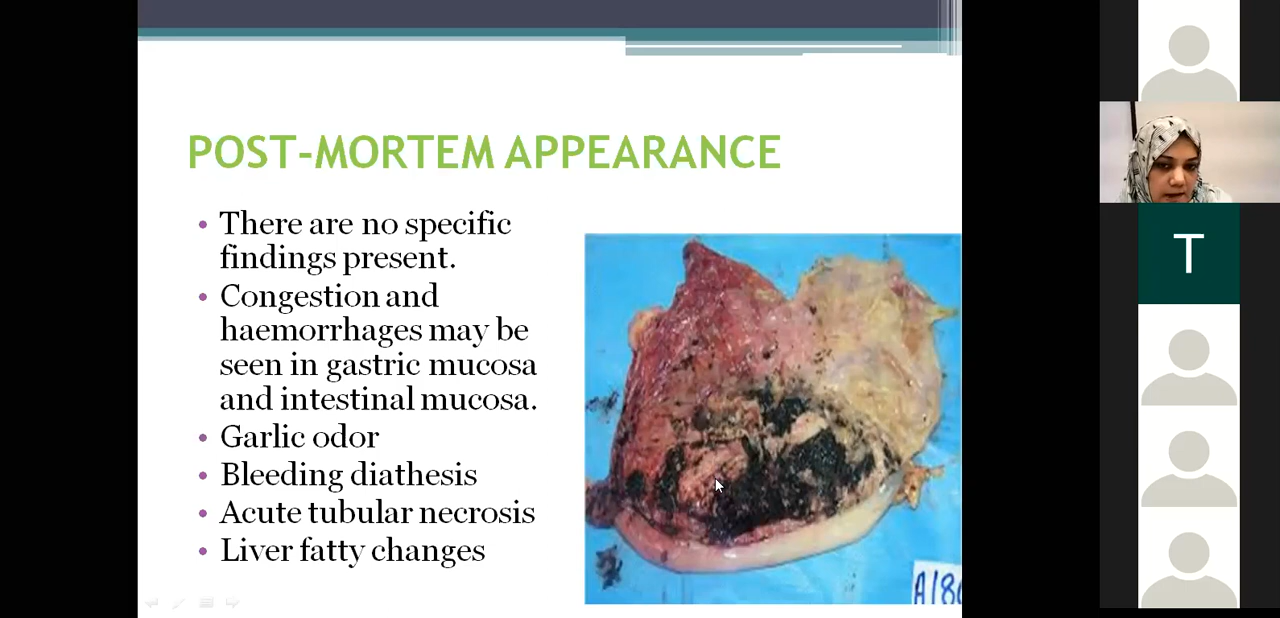 POST-MORTEM APPEARANCE
• There are no specific
findings present.
• Congestion and
haemorrhages may be
seen in gastric mucosa
and intestinal mucosa.
• Garlic odor
• Bleeding diathesis
• Acute tubular necrosis
• Liver fatty changes
T